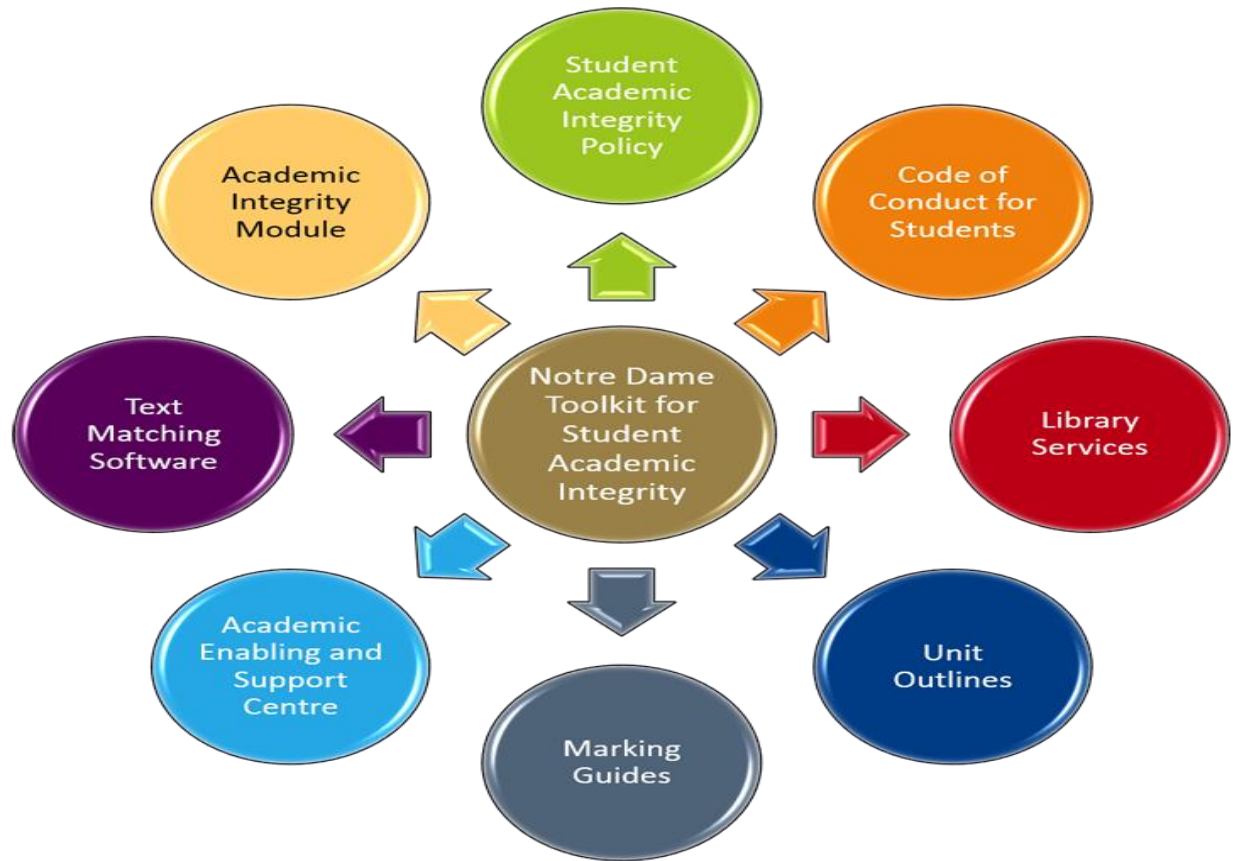 Student
Academic
Integrity
Policy
Code of
Conduct for
Students
Library
Services
Unit
Outlines
Marking
Guides
Academic
Enabling and
Support
Centre
Text
Matching
Software
Academic
Integrity
Module
Notre Dame
Toolkit for
Student
Academic
Integrity